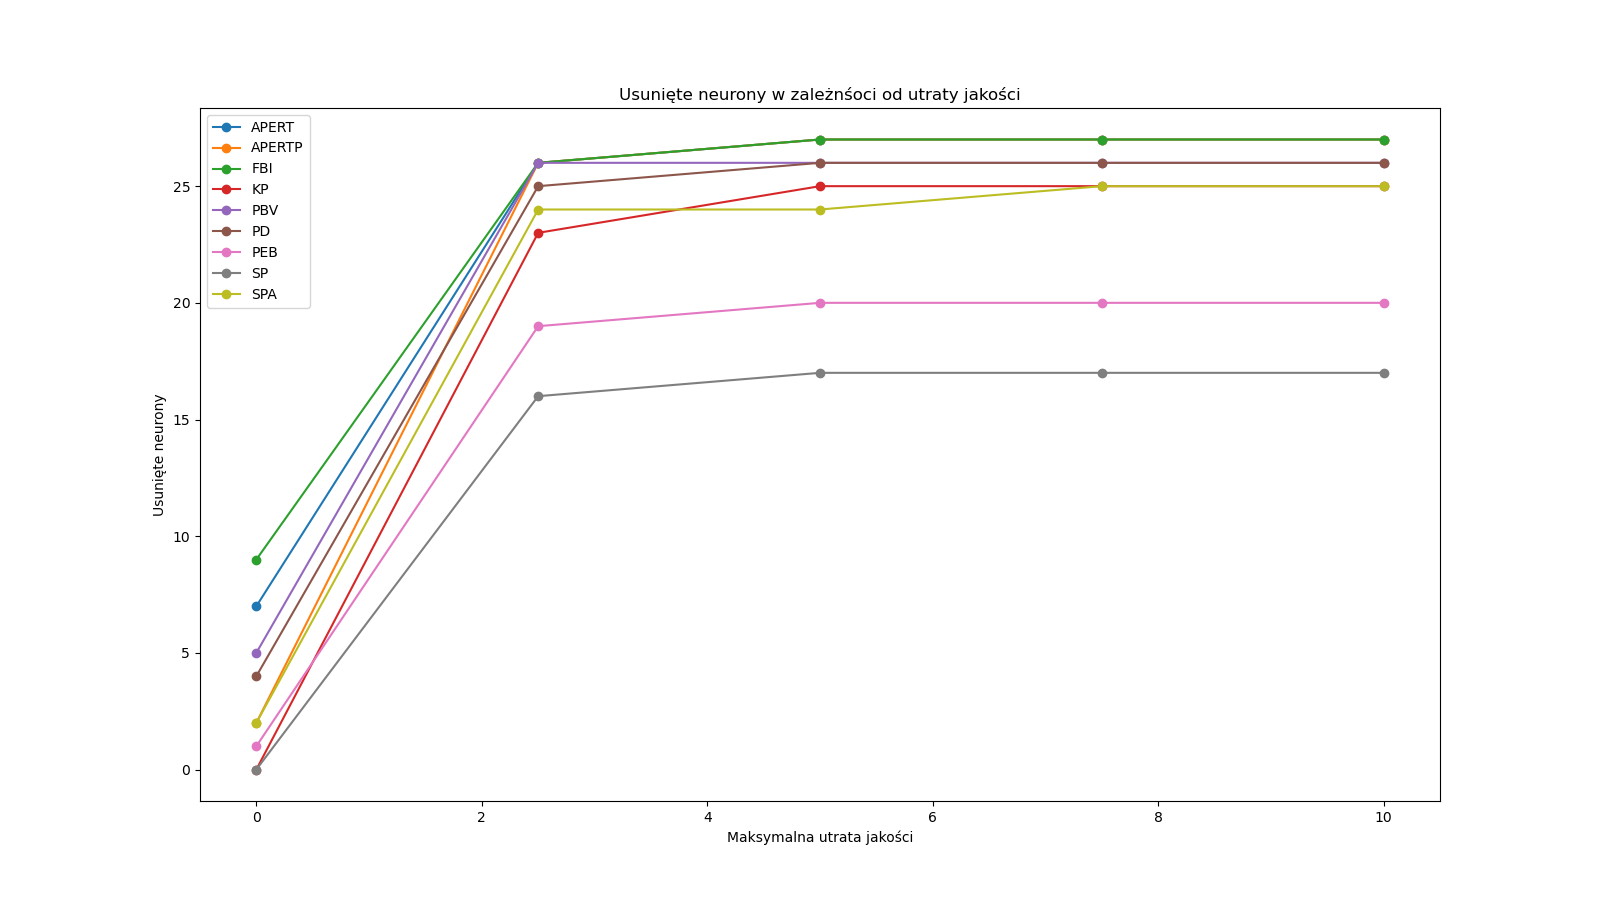 Usunięte neurony w zależnśoci od utraty jakości
APERT
APERTP
FBI
KP
PBV
PD
PEB
SP
SPA
25
20
15
10
5
0
Usunięte neurony
0 2 4 6 8 10
Maksymalna utrata jakości